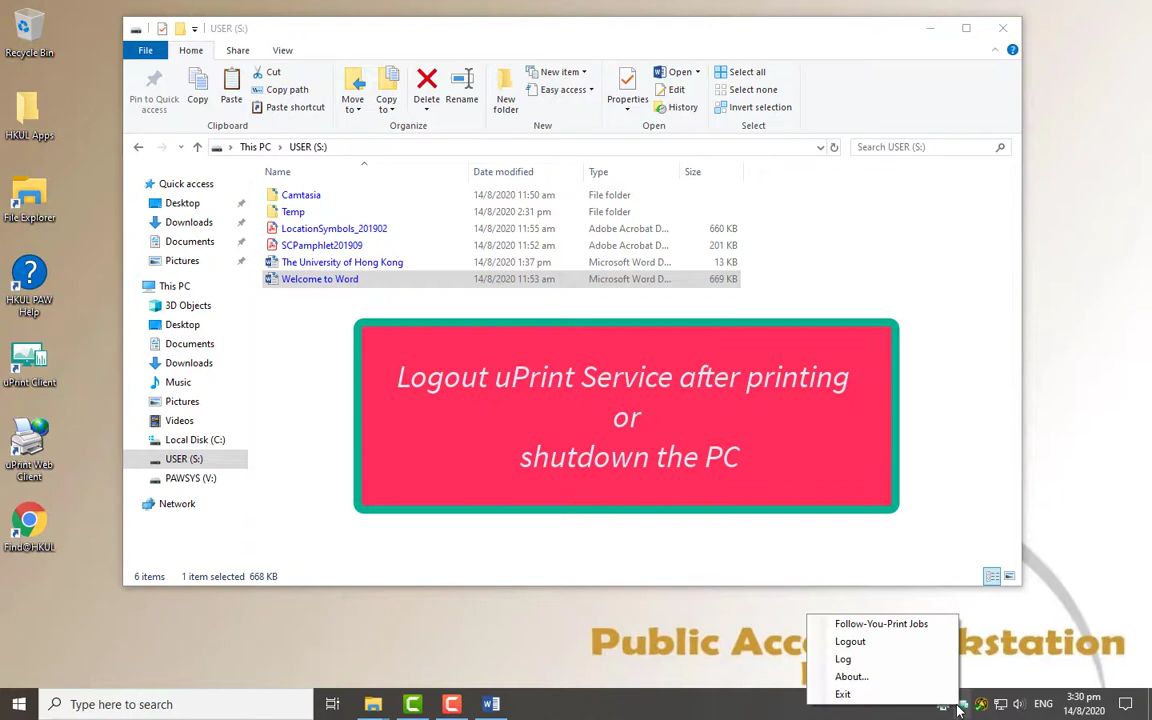 Recycle Bin
HKUL Apps
File Explorer
HKUL PAW
Help
uPrint Client
uPrint Web
Client
Find@HKUL
USER (S:)
File
Home
Share
View
Pin to Quick
access
Copy
Paste
Cut
Copy path
Paste shortcut
Clipboard
Move
to
Copy
to
Delete
Rename
Organize
New
folder
New item
Easy access
New
Properties
Open
Edit
History
Open
Select all
Select none
Invert selection
Select
This PC
USER (S:)
Search USER (S:)
Name
Date modified
Type
Size
Quick access
Desktop
Downloads
Documents
Pictures
This PC
3D Objects
Desktop
Documents
Downloads
Music
Pictures
Videos
Local Disk (C:)
USER (S:)
PAWSYS (V:)
Network
Camtasia 14/8/2020 11:50 am File folder
Temp 14/8/2020 2:31 pm File folder
LocationSymbols_201902 14/8/2020 11:55 am Adobe Acrobat D... 660 KB
SCPamphlet201909 14/8/2020 11:52 am Adobe Acrobat D... 201 KB
The University of Hong Kong 14/8/2020 1:37 pm Microsoft Word D... 13 KB
Welcome to Word 14/8/2020 11:53 am Microsoft Word D... 669 KB
Logout uPrint Service after printing
or
shutdown the PC
6 items 1 item selected 668 KB
Public Acc kstation
Follow-You-Print Jobs
Logout
Log
About...
Exit
Type here to search
ENG
3:30 pm
14/8/2020